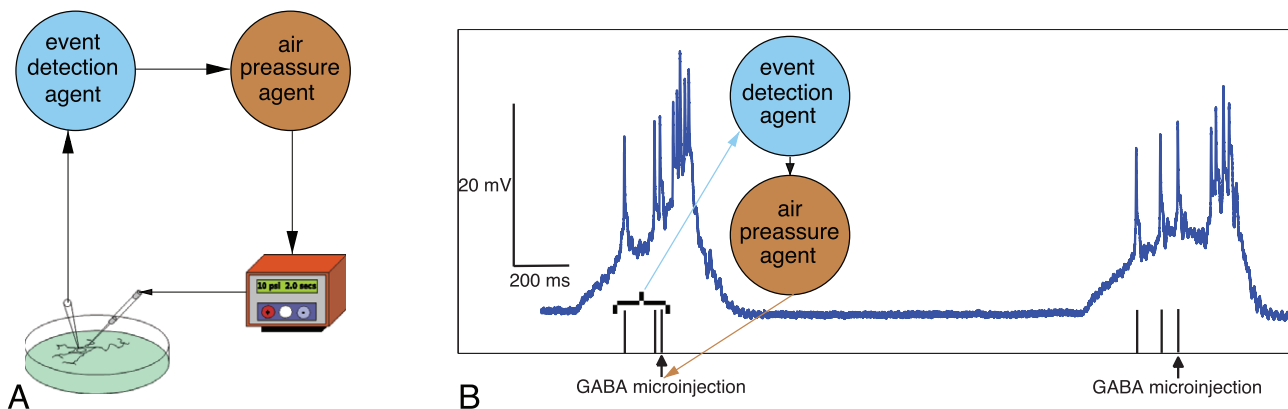 event
detection
agent
air
preassure
agent
10 psi 2.0 secs
A
20 mV
200 ms
event
detection
agent
air
preassure
agent
GABA microinjection
GABA microinjection
B